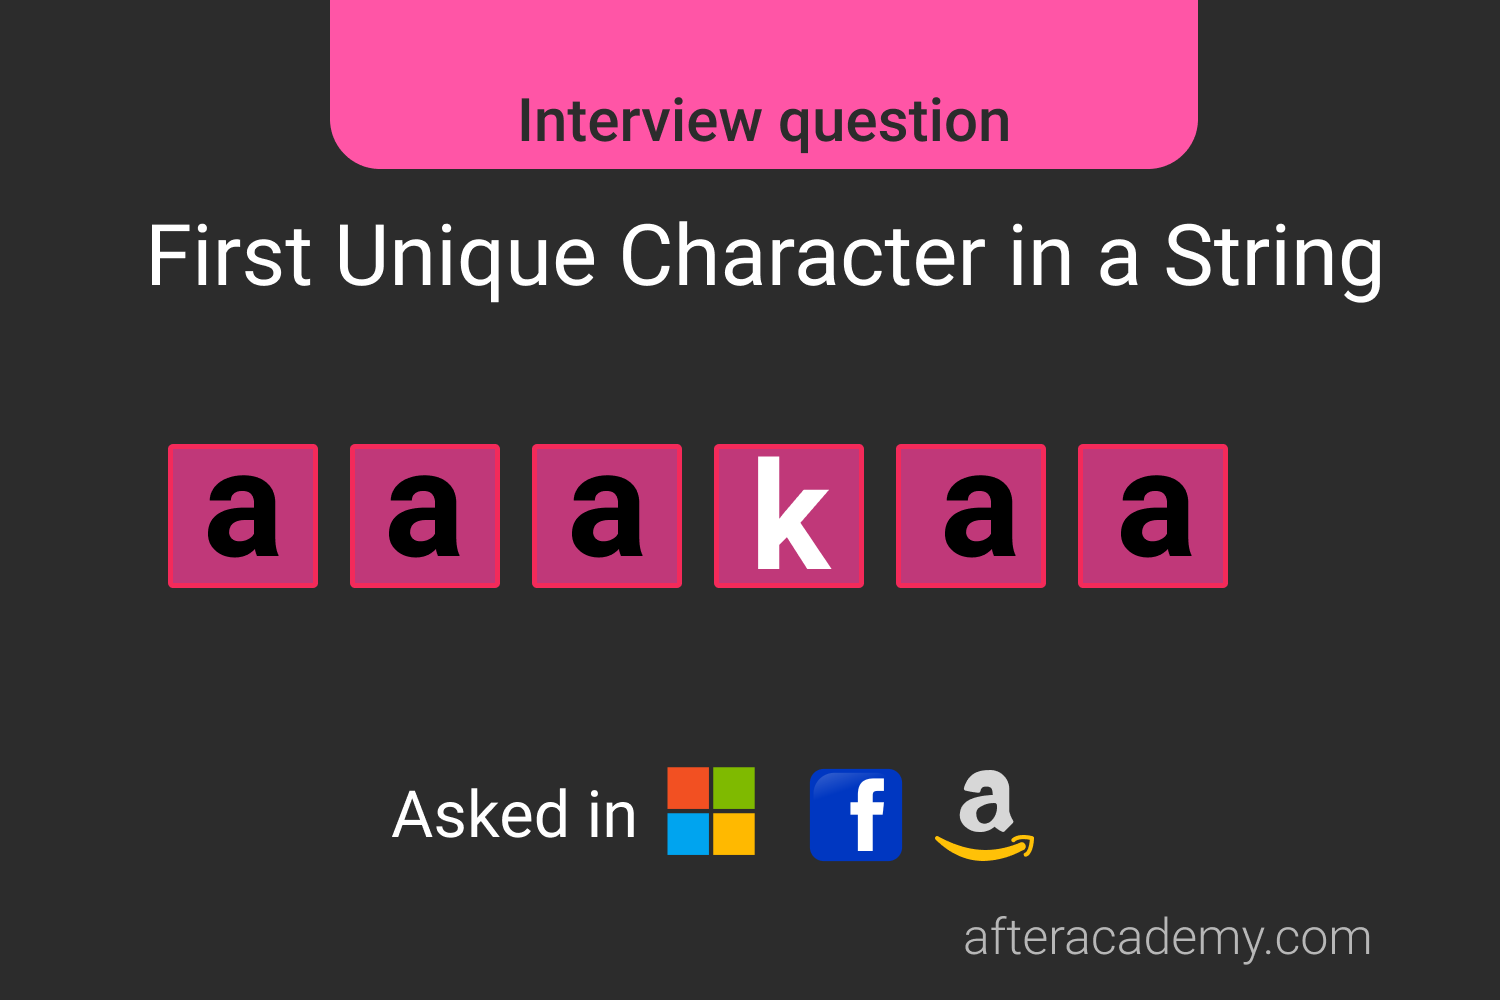 Interview question
First Unique Character in a String
a a a k a a
Asked in f a
afteracademy.com